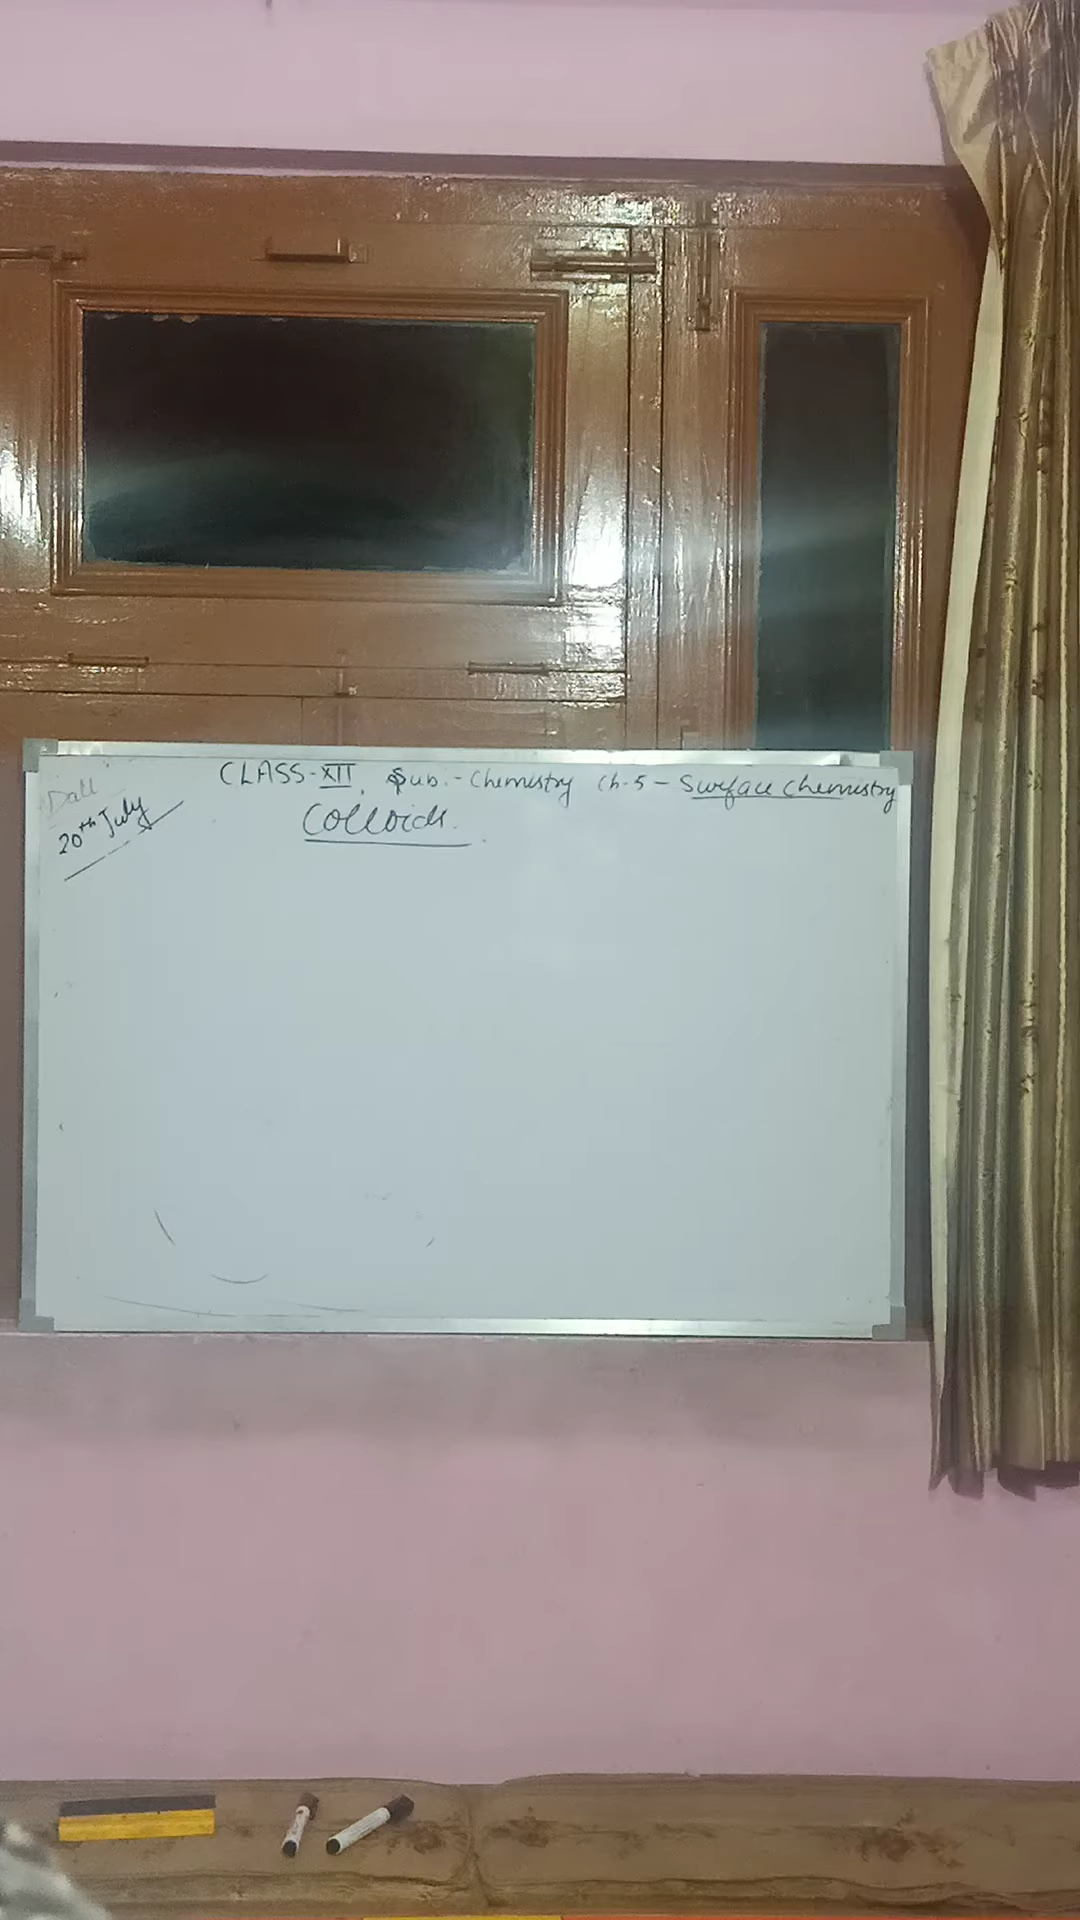 CLASS-XII, Sub.- Chemistry Ch-5 - Surface Chemistry
Date
20th July
Colloids.